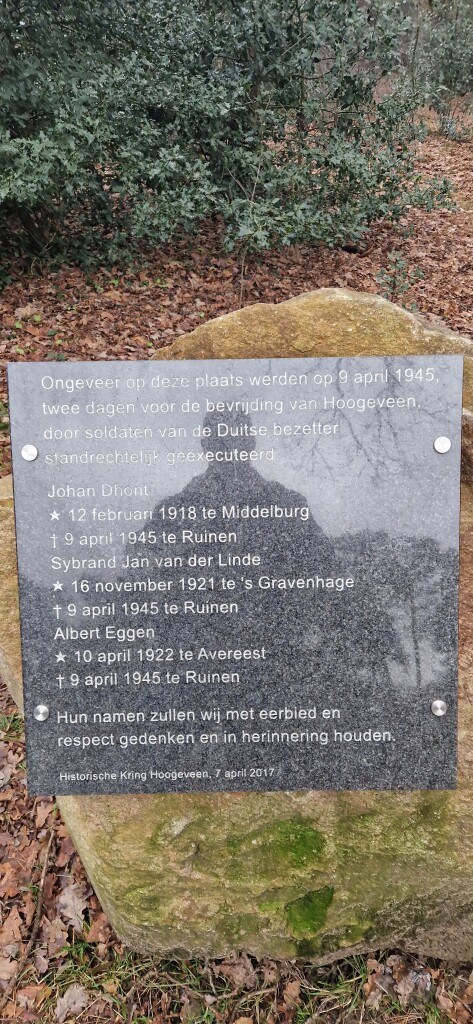 Ongeveer op deze plaats werden op 9 april 1945,
twee dagen voor de bevrijding van Hoogeveen,
door soldaten van de Duitse bezetter
standrechtelijk geëxecuteerd
Johan Dhont
★ 12 februari 1918 te Middelburg
† 9 april 1945 te Ruinen
Sybrand Jan van der Linde
★ 16 november 1921 te 's Gravenhage
† 9 april 1945 te Ruinen
Albert Eggen
★ 10 april 1922 te Avereest
† 9 april 1945 te Ruinen
Hun namen zullen wij met eerbied en
respect gedenken en in herinnering houden.
Historische Kring Hoogeveen, 7 april 2017